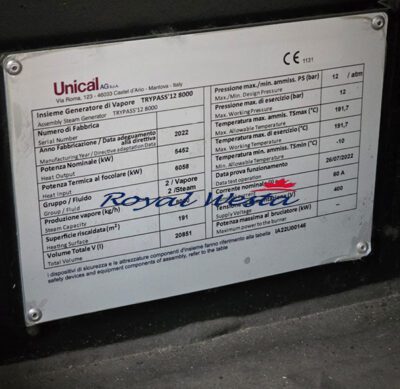 Unical AG S.p.A.
Via Roma, 123 - 46033 Castel d'Ario - Mantova - Italy
Insieme Generatore di Vapore TRYPASS'12 8000
Assembly Steam Generator TRYPASS'12 8000
Numero di Fabbrica
Serial Number
Anno Fabbricazione / Data adeguamento alla direttiva
Manufacturing Year / Directive adaptation Data
2022
Potenza Nominale (kW)
Heat Output
5452
Potenza Termica al focolare (kW)
Heat Input
6058
Gruppo / Fluido
Group / Fluid
2 / Vapore
2 /Steam
Produzione vapore (kg/h)
Steam Capacity
Superficie riscaldata (m²)
Heating Surface
191
Volume Totale V (l)
Total Volume
20851
CE 1131
Pressione max./min. ammiss. PS (bar)
Max./Min. Design Pressure
12 / atm
Pressione max. di esercizio (bar)
Max. Working Pressure
12
Temperatura max. ammiss. TSmax (°C)
Max. Allowable Temperature
191,7
Temperatura max. di esercizio (°C)
Max. Working Temperature
191,7
Temperatura min. ammiss. TSmin (°C)
Min. Allowable Temperature
-10
Data prova funzionamento
Date operation test
26/07/2022
Corrente nominale
60 A
400
Supply Voltage
Potenza massima al bruciatore (kW)
Maximum power to the burner
–
i dispositivi di sicurezza e le attrezzature componenti d'insieme fanno riferimento alla tabella IA22IU00146
safety devices and equipment components of assembly, refer to the table
Royal Westa